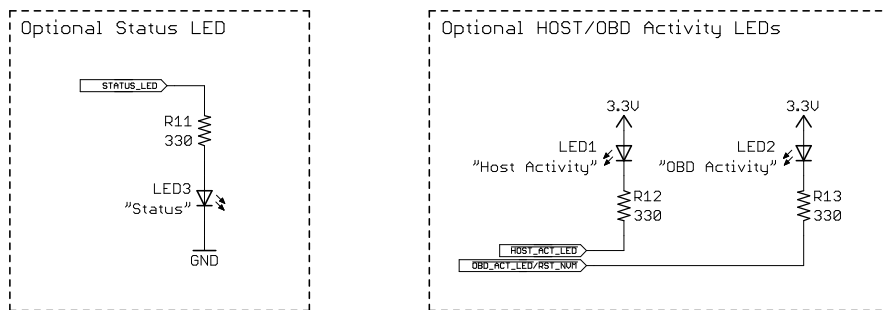 Optional Status LED
STATUS_LED
R11
330
LED3
"Status"
GND
Optional HOST/OBD Activity LEDs
3.3V
3.3V
LED1
"Host Activity"
LED2
"OBD Activity"
R12
330
R13
330
HOST_ACT_LED
OBD_ACT_LED/RST_NVM